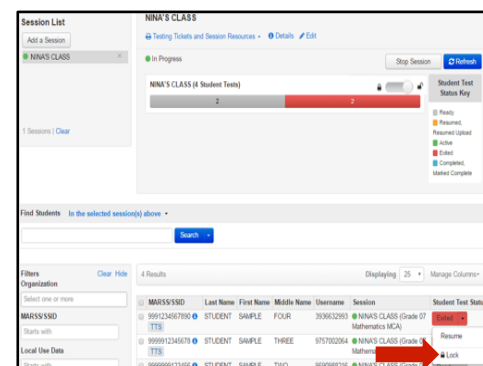 Session List
Add a Session
NINA'S CLASS ×
1 Sessions | Clear
NINA'S CLASS
Testing Tickets and Session Resources Details / Edit
In Progress
Stop Session Refresh
NINA'S CLASS (4 Student Tests)
2 2
Student Test Status Key
Ready
Resumed,
Resumed Upload
Active
Exited
Completed,
Marked Complete
Find Students In the selected session(s) above
Search
Filters Clear Hide
Organization
Select one or more
MARSS/SSID
Starts with
Local Use Data
Starts with
4 Results Displaying 25 Manage Columns
MARSS/SSID Last Name First Name Middle Name Username Session Student Test Statu
9991234567890 STUDENT SAMPLE FOUR 3936632993 NINA'S CLASS (Grade 07 Mathematics MCA) Exited
TTS
9991212345678 STUDENT SAMPLE THREE 9757002064 NINA'S CLASS (Grade
TTS
STUDENT SAMPLE TWO NINA'S CLASS (Grade
Resume
Lock